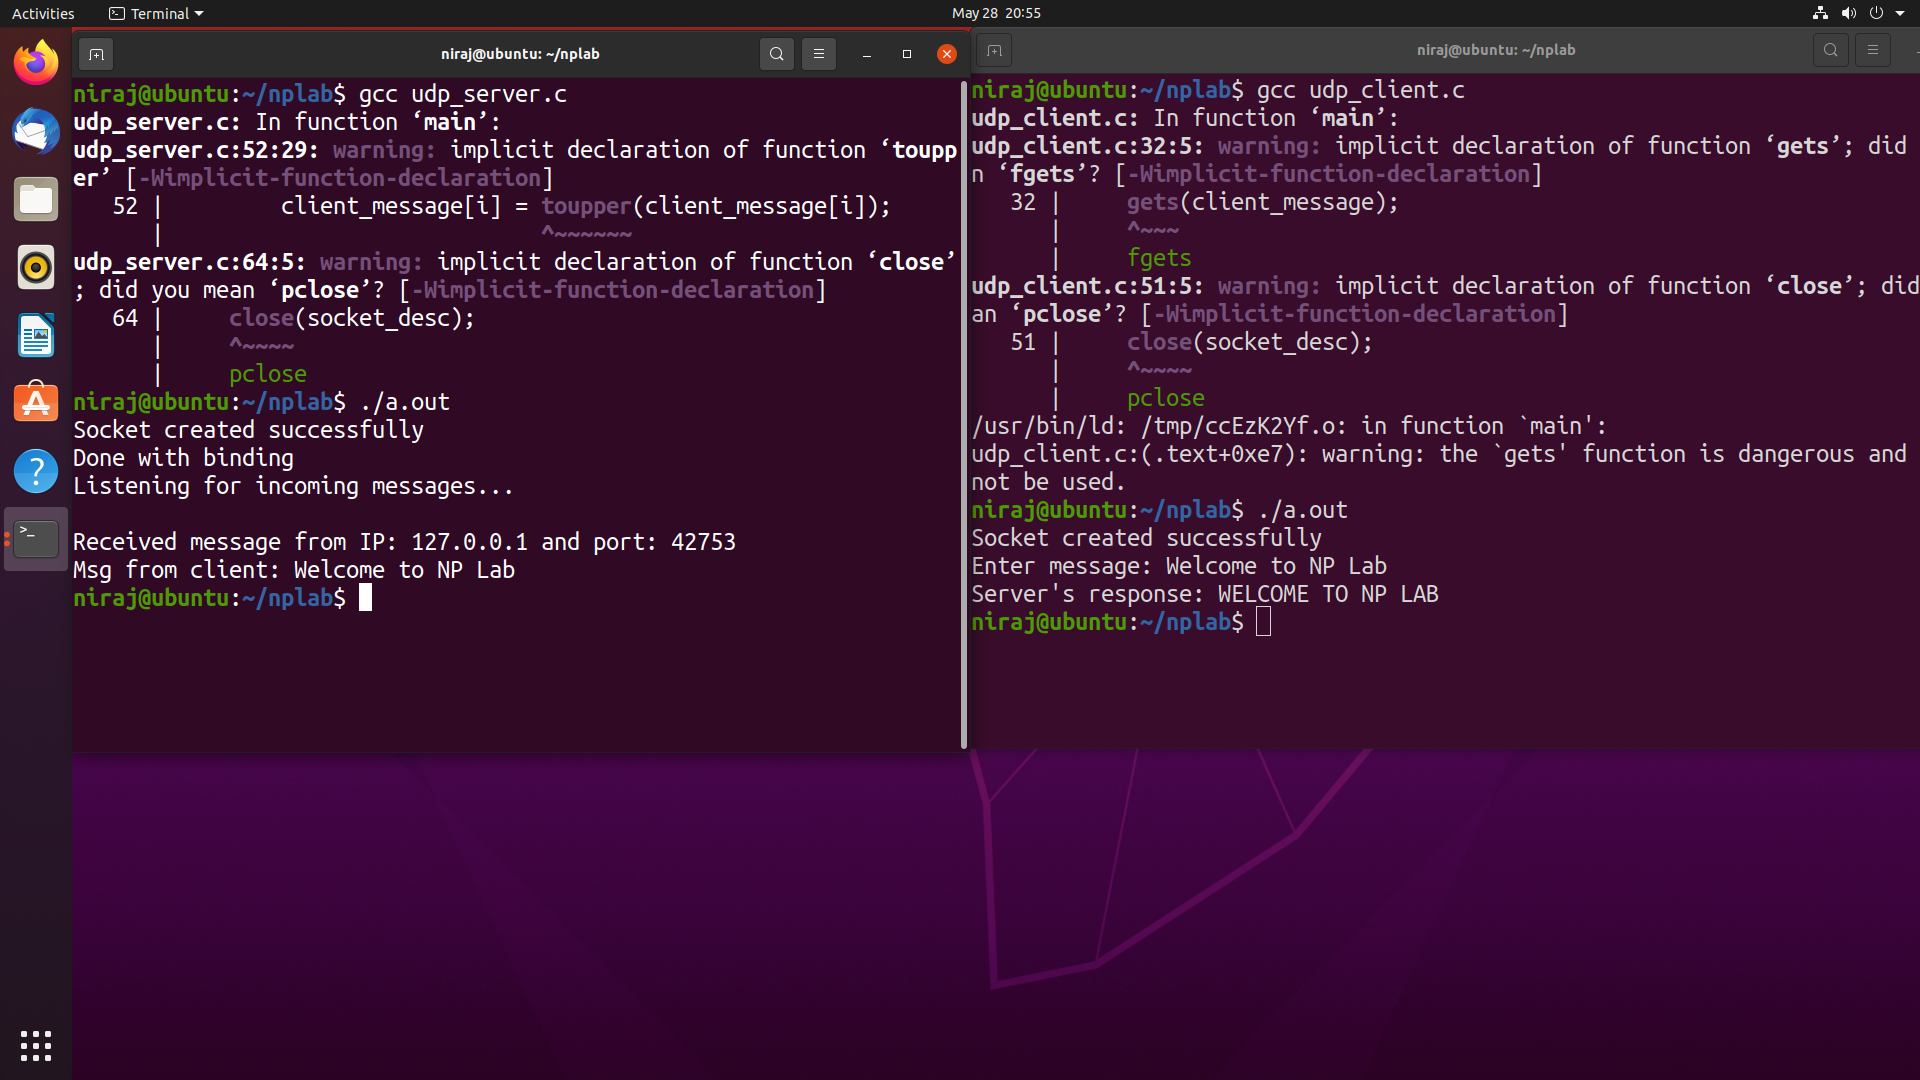 Activities
Terminal
May 28 20:55
niraj@ubuntu: ~/nplab
niraj@ubuntu:~/nplab$ gcc udp_server.c
udp_server.c: In function ‘main’:
udp_server.c:52:29: warning: implicit declaration of function ‘toupp
er’ [-Wimplicit-function-declaration]
52 |         client_message[i] = toupper(client_message[i]);
|                             ^~~~~~~
udp_server.c:64:5: warning: implicit declaration of function ‘close’
; did you mean ‘pclose’? [-Wimplicit-function-declaration]
64 |     close(socket_desc);
|     ^~~~~
|     pclose
niraj@ubuntu:~/nplab$ ./a.out
Socket created successfully
Done with binding
Listening for incoming messages...
Received message from IP: 127.0.0.1 and port: 42753
Msg from client: Welcome to NP Lab
niraj@ubuntu:~/nplab$
niraj@ubuntu: ~/nplab
niraj@ubuntu:~/nplab$ gcc udp_client.c
udp_client.c: In function ‘main’:
udp_client.c:32:5: warning: implicit declaration of function ‘gets’; did
n ‘fgets’? [-Wimplicit-function-declaration]
32 |     gets(client_message);
|     ^~~~
|     fgets
udp_client.c:51:5: warning: implicit declaration of function ‘close’; did
an ‘pclose’? [-Wimplicit-function-declaration]
51 |     close(socket_desc);
|     ^~~~~
|     pclose
/usr/bin/ld: /tmp/ccEzK2Yf.o: in function `main':
udp_client.c:(.text+0xe7): warning: the `gets' function is dangerous and
not be used.
niraj@ubuntu:~/nplab$ ./a.out
Socket created successfully
Enter message: Welcome to NP Lab
Server's response: WELCOME TO NP LAB
niraj@ubuntu:~/nplab$